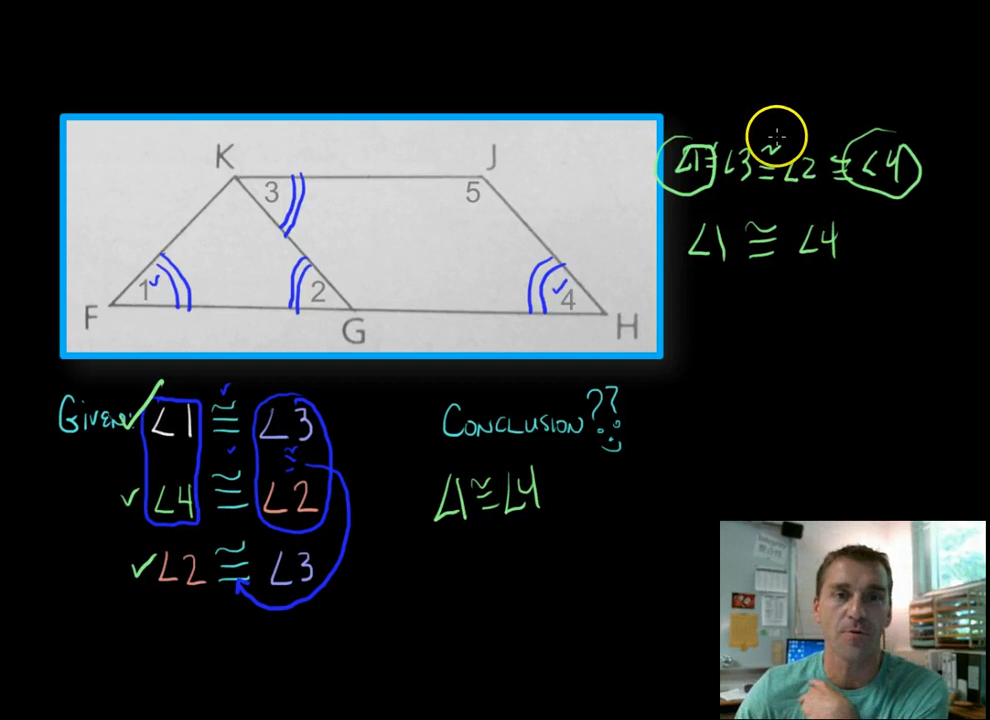 K
J
3
5
1
2
4
F
G
H
∠1≅∠3≅∠2≅∠4
∠1 ≅ ∠4
Given: ∠1 ≅ ∠3
∠4 ≅ ∠2
∠2 ≅ ∠3
Conclusion??
∠1≅∠4